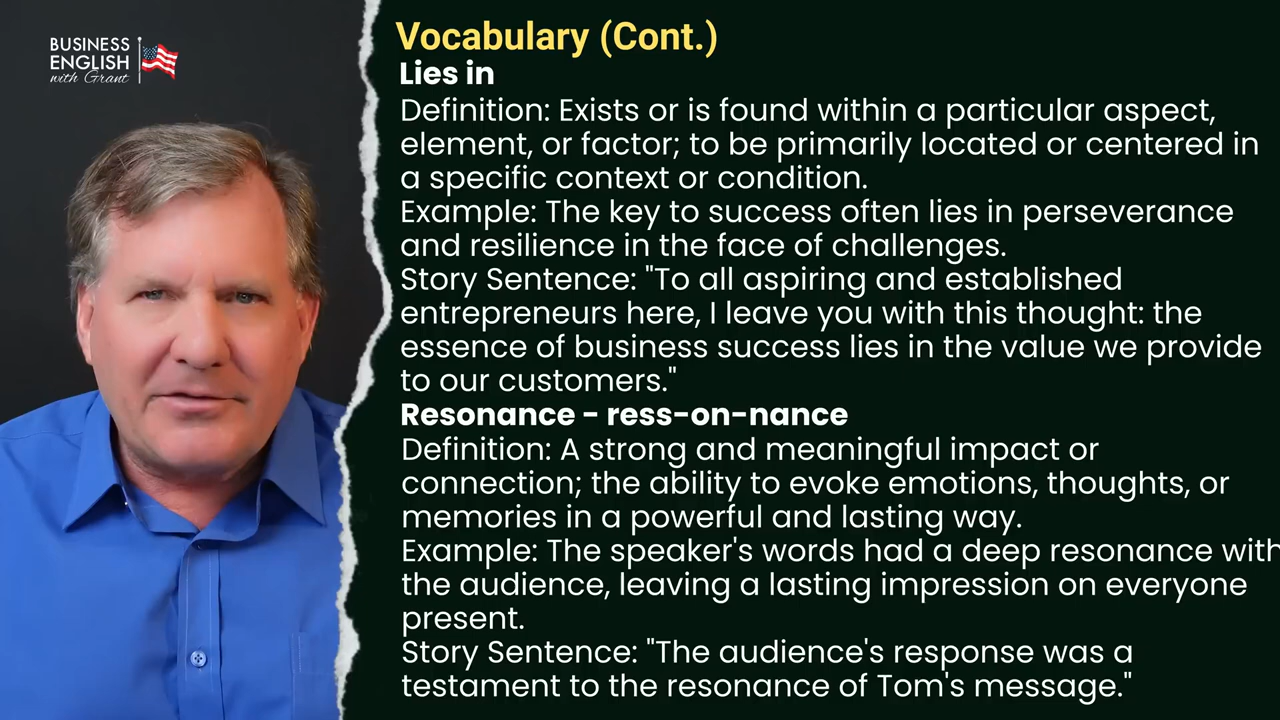 BUSINESS
ENGLISH
with Grant
Vocabulary (Cont.)
Lies in
Definition: Exists or is found within a particular aspect,
element, or factor; to be primarily located or centered in
a specific context or condition.
Example: The key to success often lies in perseverance
and resilience in the face of challenges.
Story Sentence: "To all aspiring and established
entrepreneurs here, I leave you with this thought: the
essence of business success lies in the value we provide
to our customers."
Resonance - ress-on-nance
Definition: A strong and meaningful impact or
connection; the ability to evoke emotions, thoughts, or
memories in a powerful and lasting way.
Example: The speaker's words had a deep resonance with
the audience, leaving a lasting impression on everyone
present.
Story Sentence: "The audience's response was a
testament to the resonance of Tom's message."